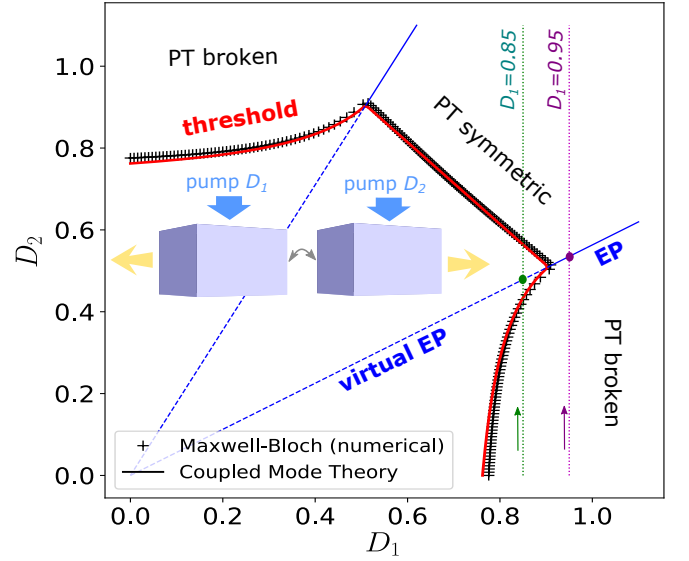 PT broken
threshold
pump D1
pump D2
PT symmetric
D1=0.85
D1=0.95
EP
virtual EP
PT broken
Maxwell-Bloch (numerical)
Coupled Mode Theory
D2
1.0
0.8
0.6
0.4
0.2
0.0
0.0 0.2 0.4 0.6 0.8 1.0
D1